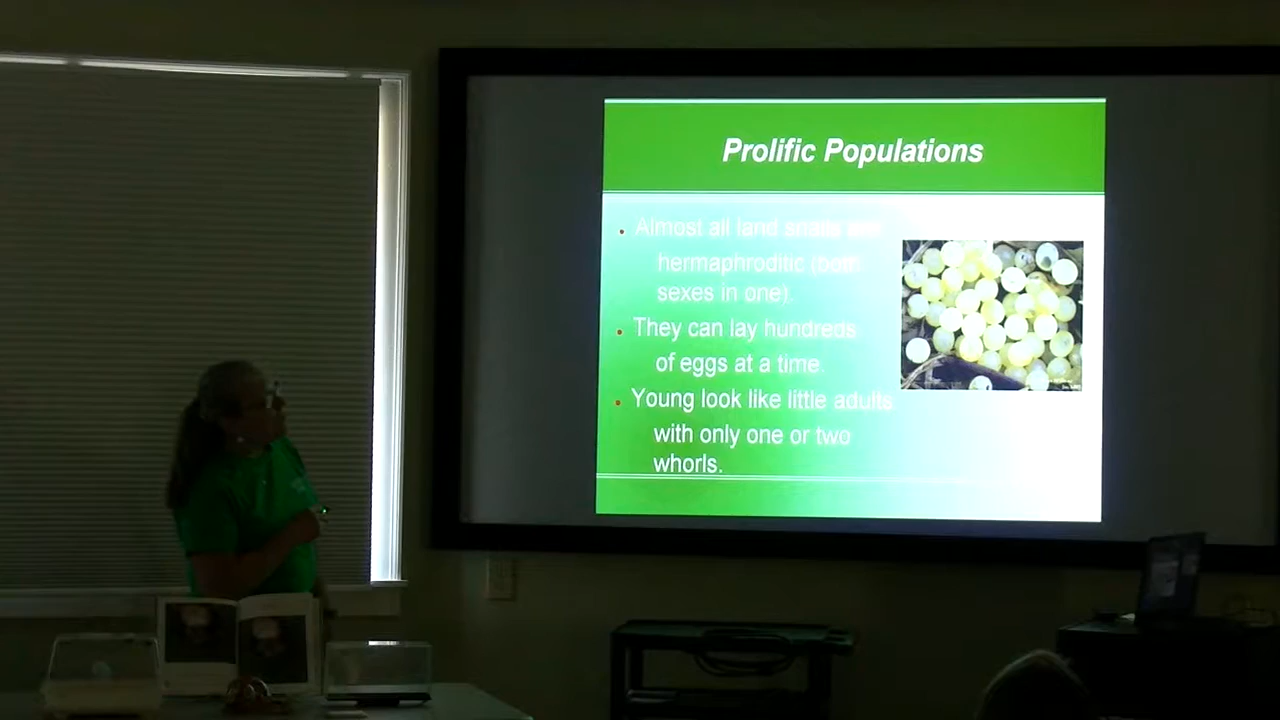 Prolific Populations
Almost all land snails are
hermaphroditic (both
sexes in one).
They can lay hundreds
of eggs at a time
Young look like little adults
with only one or two
whorls.